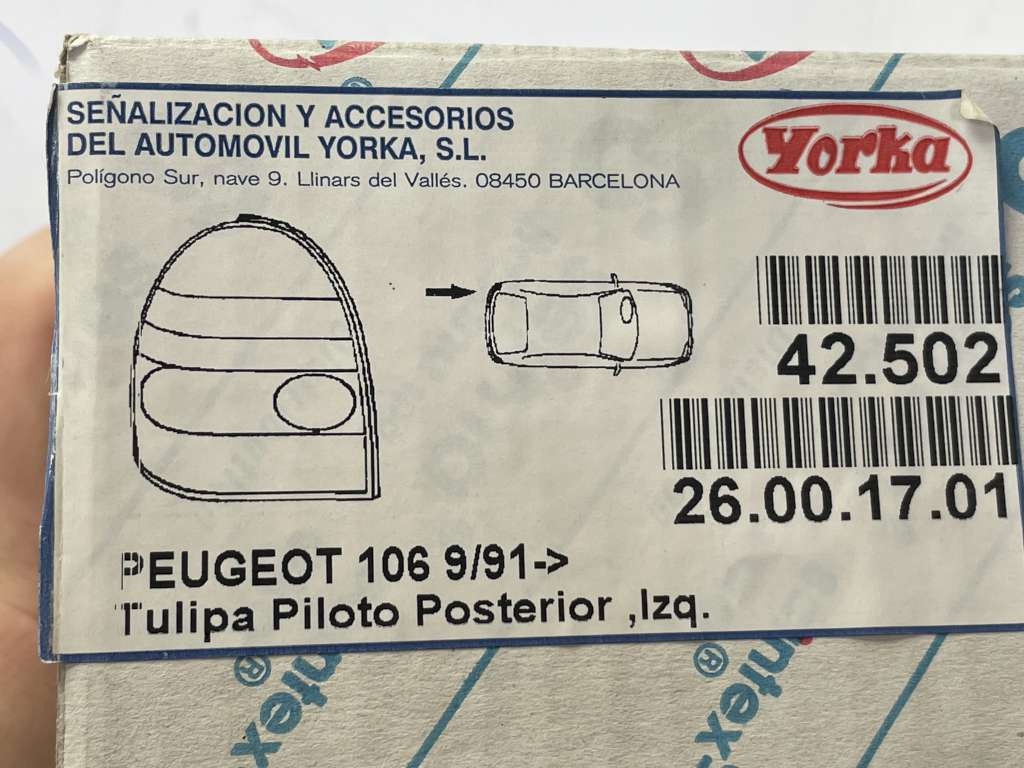 SEÑALIZACION Y ACCESORIOS
DEL AUTOMOVIL YORKA, S.L.
Polígono Sur, nave 9. Llinars del Vallés. 08450 BARCELONA
Yorka
42.502
26.00.17.01
PEUGEOT 106 9/91->
Tulipa Piloto Posterior ,Izq.